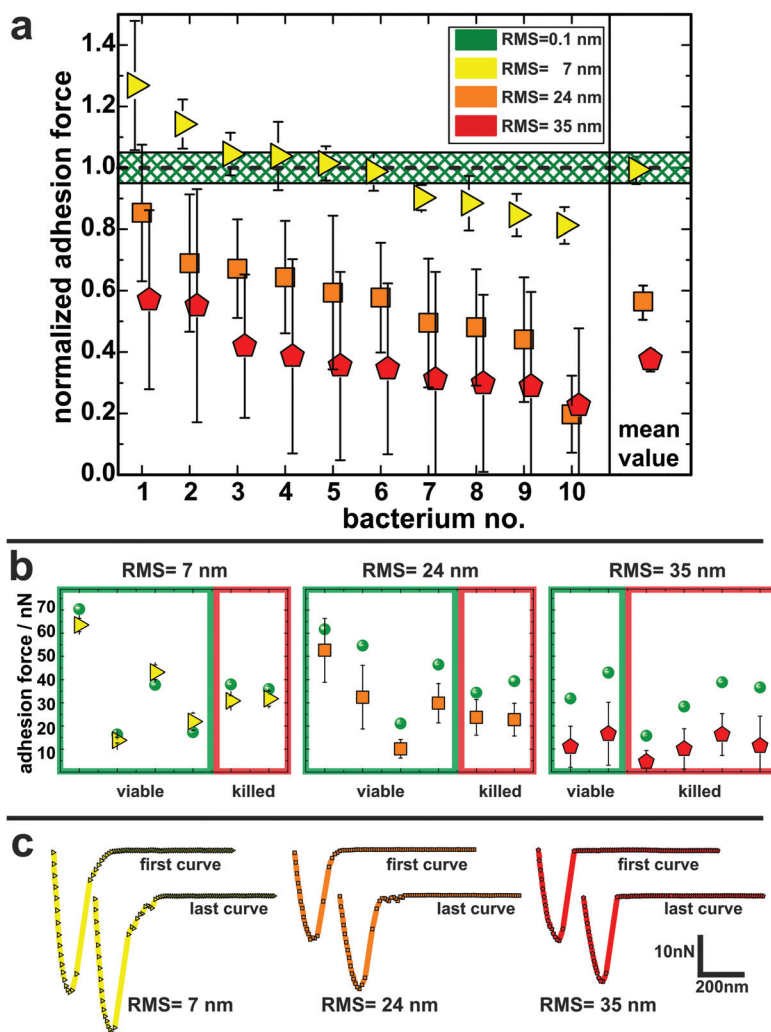 a
normalized adhesion force
1.4
1.2
1.0
0.8
0.6
0.4
0.2
0.0
RMS=0.1 nm
RMS= 7 nm
RMS= 24 nm
RMS= 35 nm
mean
value
1 2 3 4 5 6 7 8 9 10
bacterium no.
b
RMS= 7 nm RMS= 24 nm RMS= 35 nm
adhesion force / nN
70
60
50
40
30
20
10
viable killed viable killed viable killed
c
first curve first curve first curve
last curve last curve last curve
10nN
200nm
RMS= 7 nm RMS= 24 nm RMS= 35 nm